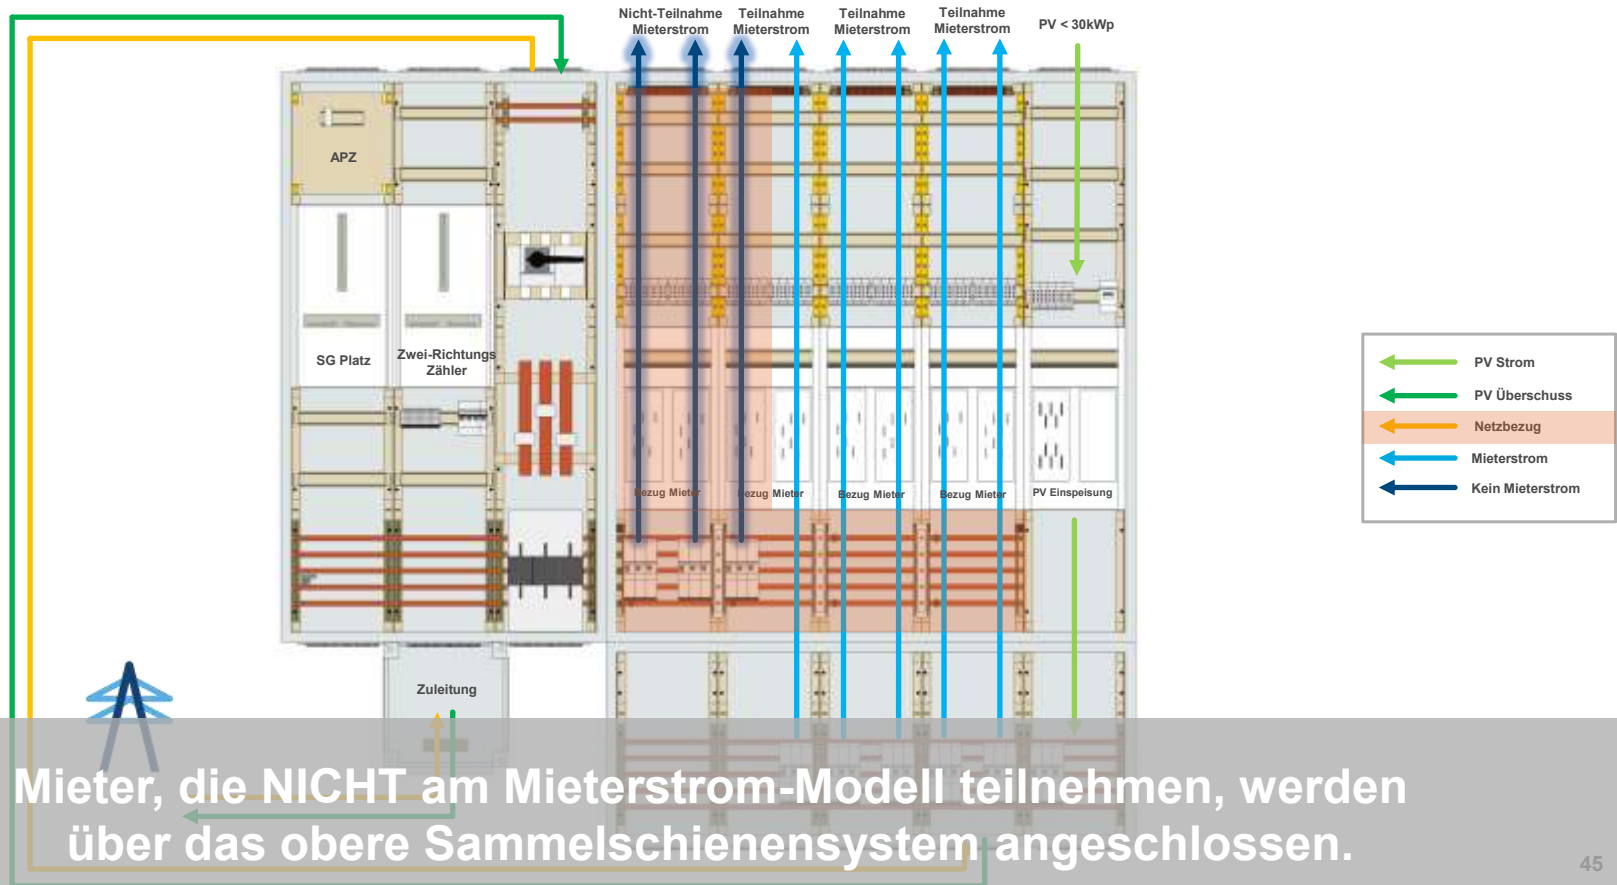 Nicht-Teilnahme
Mieterstrom
Teilnahme
Mieterstrom
Teilnahme
Mieterstrom
Teilnahme
Mieterstrom
PV < 30kWp
APZ
SG Platz
Zwei-Richtungs
Zähler
Bezug Mieter
Bezug Mieter
Bezug Mieter
Bezug Mieter
PV Einspeisung
PV Strom
PV Überschuss
Netzbezug
Mieterstrom
Kein Mieterstrom
Zuleitung
Mieter, die NICHT am Mieterstrom-Modell teilnehmen, werden
über das obere Sammelschienensystem angeschlossen.
45